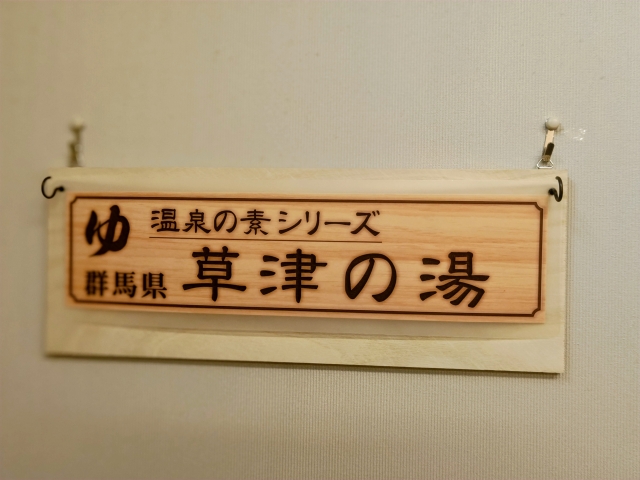 ゆ
温泉の素シリーズ
群馬県 草津の湯